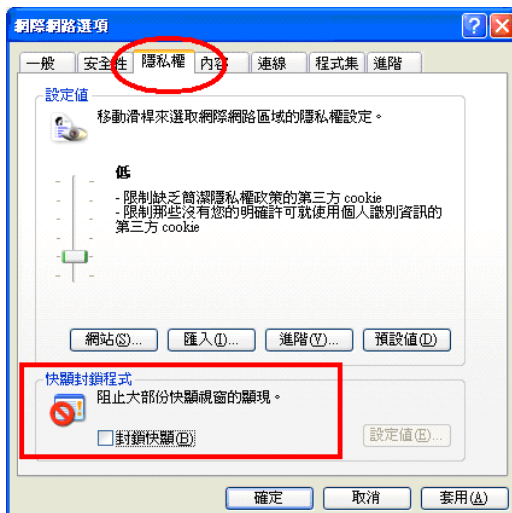 網際網路選項
一般 安全性 隱私權 內容 連線 程式集 進階
設定值
移動滑桿來選取網際網路區域的隱私權設定。
低
- 限制缺乏簡潔隱私權政策的第三方 cookie
- 限制那些沒有您的明確許可就使用個人識別資訊的
第三方 cookie
網站(S)... 匯入(I)... 進階(V)... 預設值(D)
快顯封鎖程式
阻止大部份快顯視窗的顯現。
封鎖快顯(B)
設定值(E)...
確定 取消 套用(A)